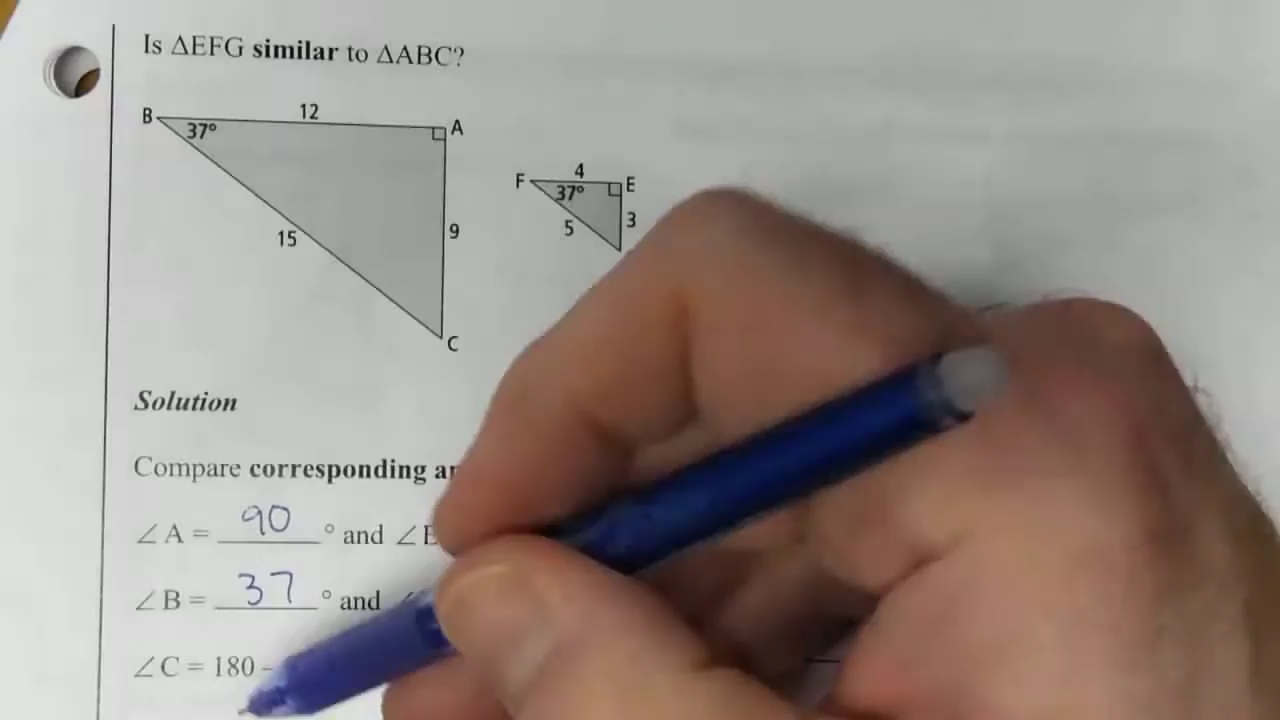 Is ΔEFG similar to ΔABC?
B 12 A
37°
15 9
C
F 4 E
37°
5 3
Solution
Compare corresponding
∠A = 90 ° and ∠E
∠B = 37 ° and
∠C = 180 -